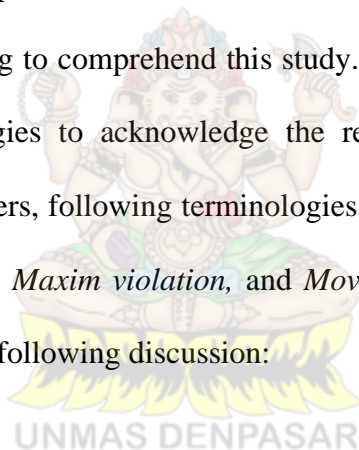 g to comprehend this study.
gies to acknowledge the re
ers, following terminologies
Maxim violation, and Mov
following discussion:
UNMAS DENPASAR